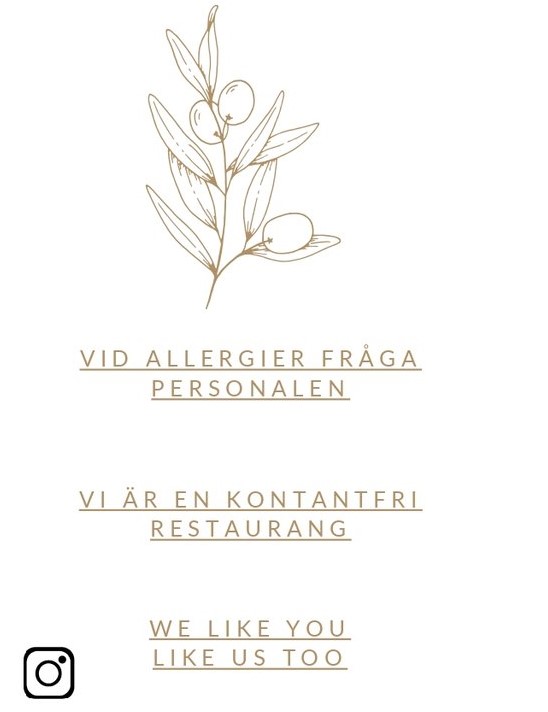 VID ALLERGIER FRÅGA
PERSONALEN
VI ÄR EN KONTANTFRI
RESTAURANG
WE LIKE YOU
LIKE US TOO